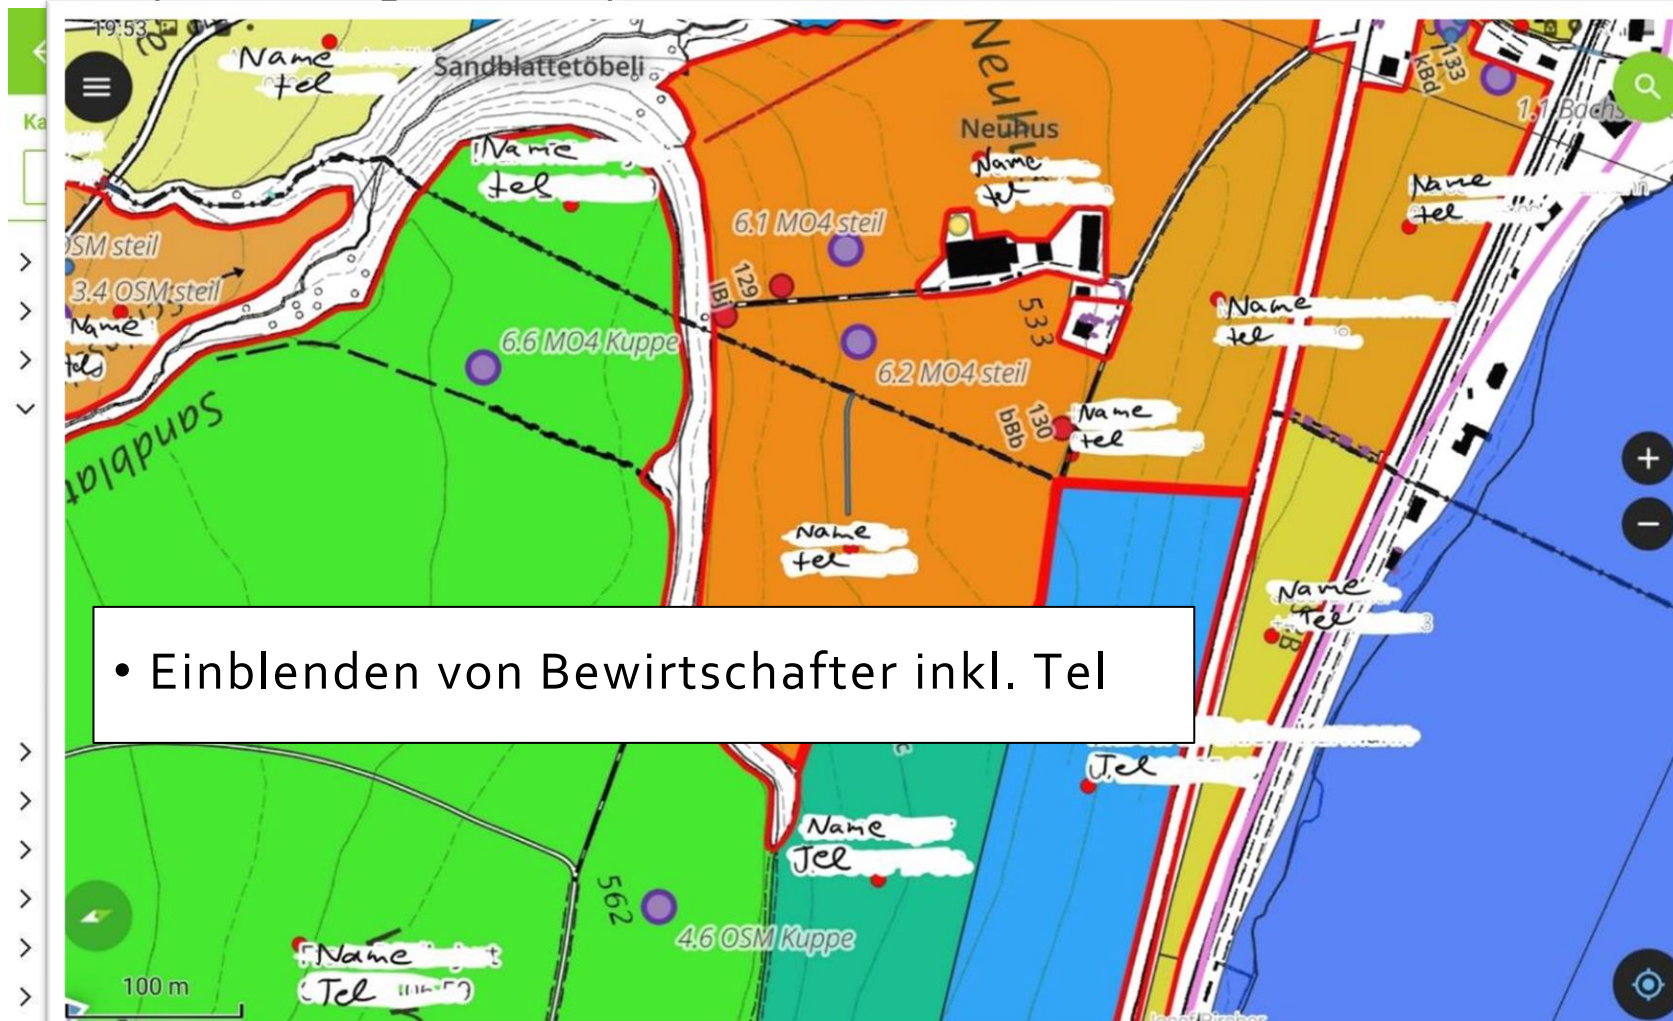 19:53
Name
tel
Sandblattetöbeli
Neuh
Neuhus
Name
tel
133
kBd
1.1 Bachs
Ka
Name
tel
Name
tel
6.1 MO4 steil
OSM steil
3.4 OSM steil
Name
tel
129
lBj
533
Name
tel
6.6 MO4 Kuppe
6.2 MO4 steil
Sandblat
130
bBb
Name
tel
Name
tel
Name
Tel
• Einblenden von Bewirtschafter inkl. Tel
Tel
Name
Tel
562
4.6 OSM Kuppe
Name
Tel
100 m